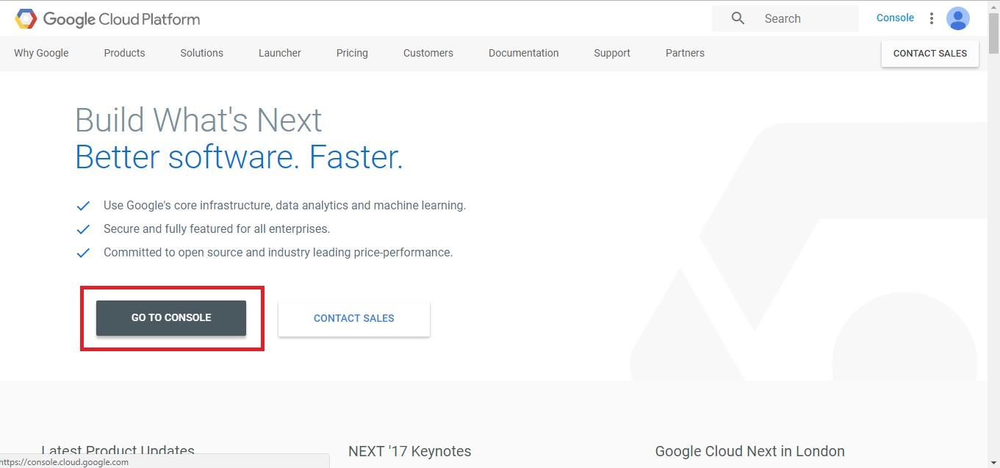 Google Cloud Platform
Search
Console
Why Google Products Solutions Launcher Pricing Customers Documentation Support Partners CONTACT SALES
Build What's Next
Better software. Faster.
Use Google's core infrastructure, data analytics and machine learning.
Secure and fully featured for all enterprises.
Committed to open source and industry leading price-performance.
GO TO CONSOLE CONTACT SALES
Latest Product Updates NEXT '17 Keynotes Google Cloud Next in London
https://console.cloud.google.com